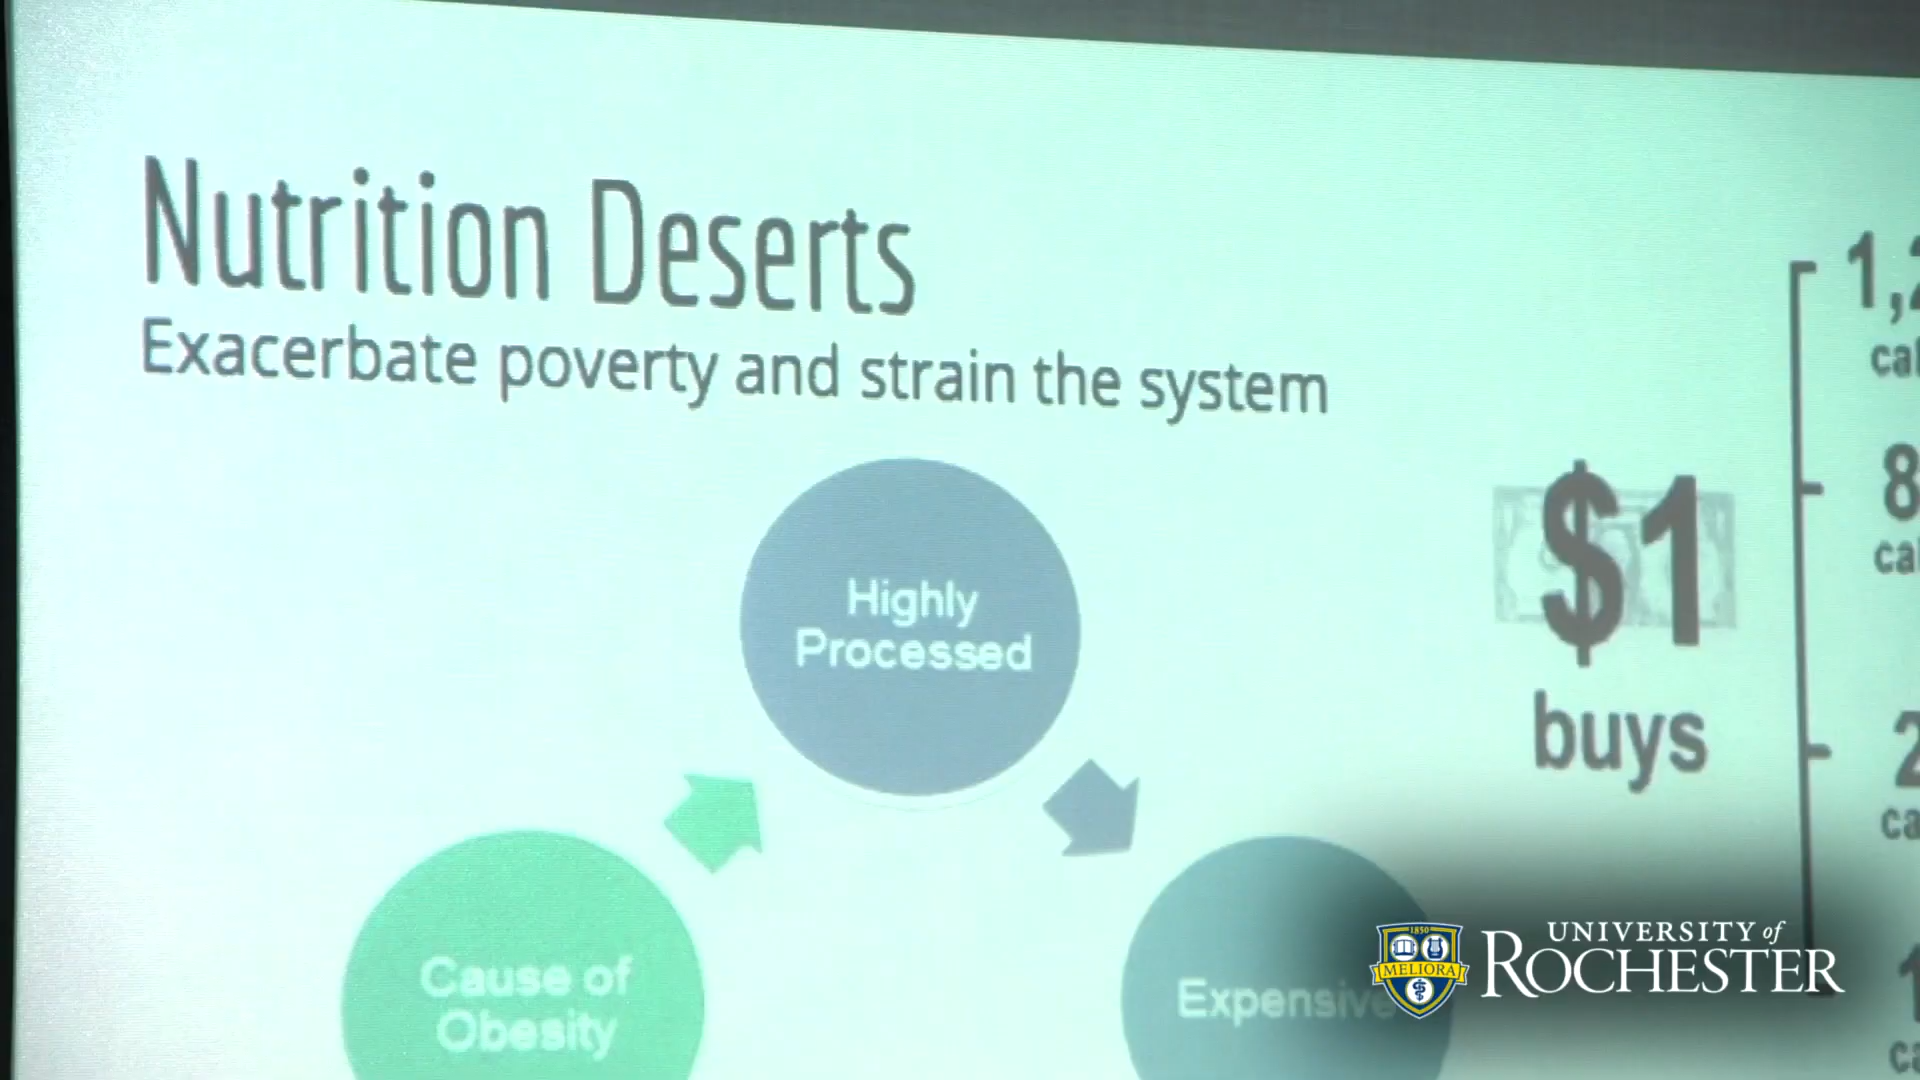 Nutrition Deserts
Exacerbate poverty and strain the system
Highly
Processed
Cause of
Obesity
Expensive
$1
buys
1850
MELIORA
UNIVERSITY of
ROCHESTER